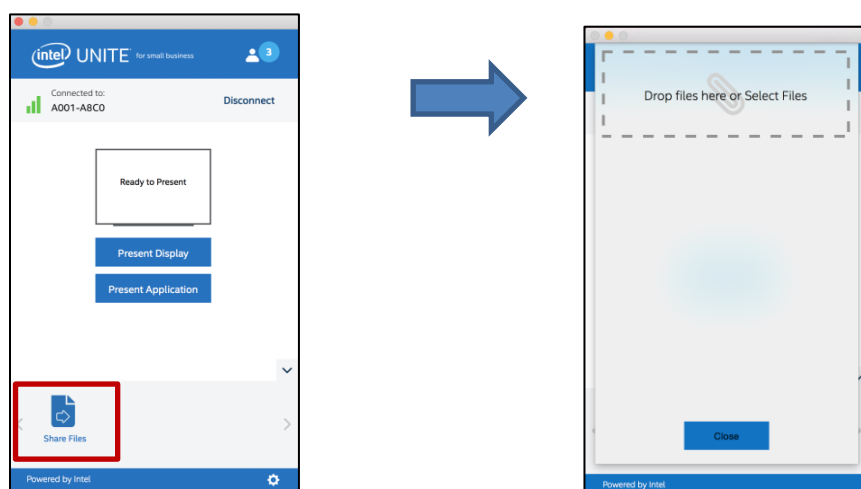 intel UNITE for small business 3
Connected to:
A001-A8C0
Disconnect
Ready to Present
Present Display
Present Application
Share Files
Powered by Intel
Drop files here or Select Files
Close
Powered by Intel